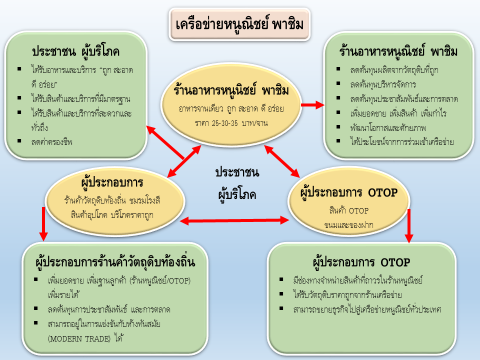 เครือข่ายหนูณิชย์ พาชิม
ประชาชน ผู้บริโภค
ได้รับอาหารและบริการ "ถูก สะอาด
ดี อร่อย"
ได้รับสินค้าและบริการที่มีมาตรฐาน
ได้รับสินค้าและบริการที่สะดวกและ
ทั่วถึง
ลดค่าครองชีพ
ร้านอาหารหนูณิชย์ พาชิม
อาหารจานเดียว ถูก สะอาด ดี อร่อย
ราคา 25-30-35 บาท/จาน
ร้านอาหารหนูณิชย์ พาชิม
ลดต้นทุนผลิตจากวัตถุดิบที่ถูก
ลดต้นทุนบริหารจัดการ
ลดต้นทุนประชาสัมพันธ์และการตลาด
เพิ่มยอดขาย เพิ่มสินค้า เพิ่มกำไร
พัฒนาโอกาสและศักยภาพ
ได้ประโยชน์จากการร่วมเข้าเครือข่าย
ประชาชน
ผู้บริโภค
ผู้ประกอบการ
ร้านค้าวัตถุดิบท้องถิ่น ชมรมโรงสี
สินค้าอุปโภค บริโภคราคาถูก
ผู้ประกอบการ OTOP
สินค้า OTOP
ขนมและของฝาก
ผู้ประกอบการร้านค้าวัตถุดิบท้องถิ่น
เพิ่มยอดขาย เพิ่มฐานลูกค้า (ร้านหนูณิชย์/OTOP)
เพิ่มรายได้
ลดต้นทุนการประชาสัมพันธ์ และการตลาด
สามารถอยู่ในการแข่งขันกับห้างทันสมัย
(MODERN TRADE) ได้
ผู้ประกอบการ OTOP
มีช่องทางจำหน่ายสินค้าที่ถาวรในร้านหนูณิชย์
ได้รับวัตถุดิบราคาถูกจากร้านเครือข่าย
สามารถขยายธุรกิจไปสู่เครือข่ายหนูณิชย์ทั่วประเทศ